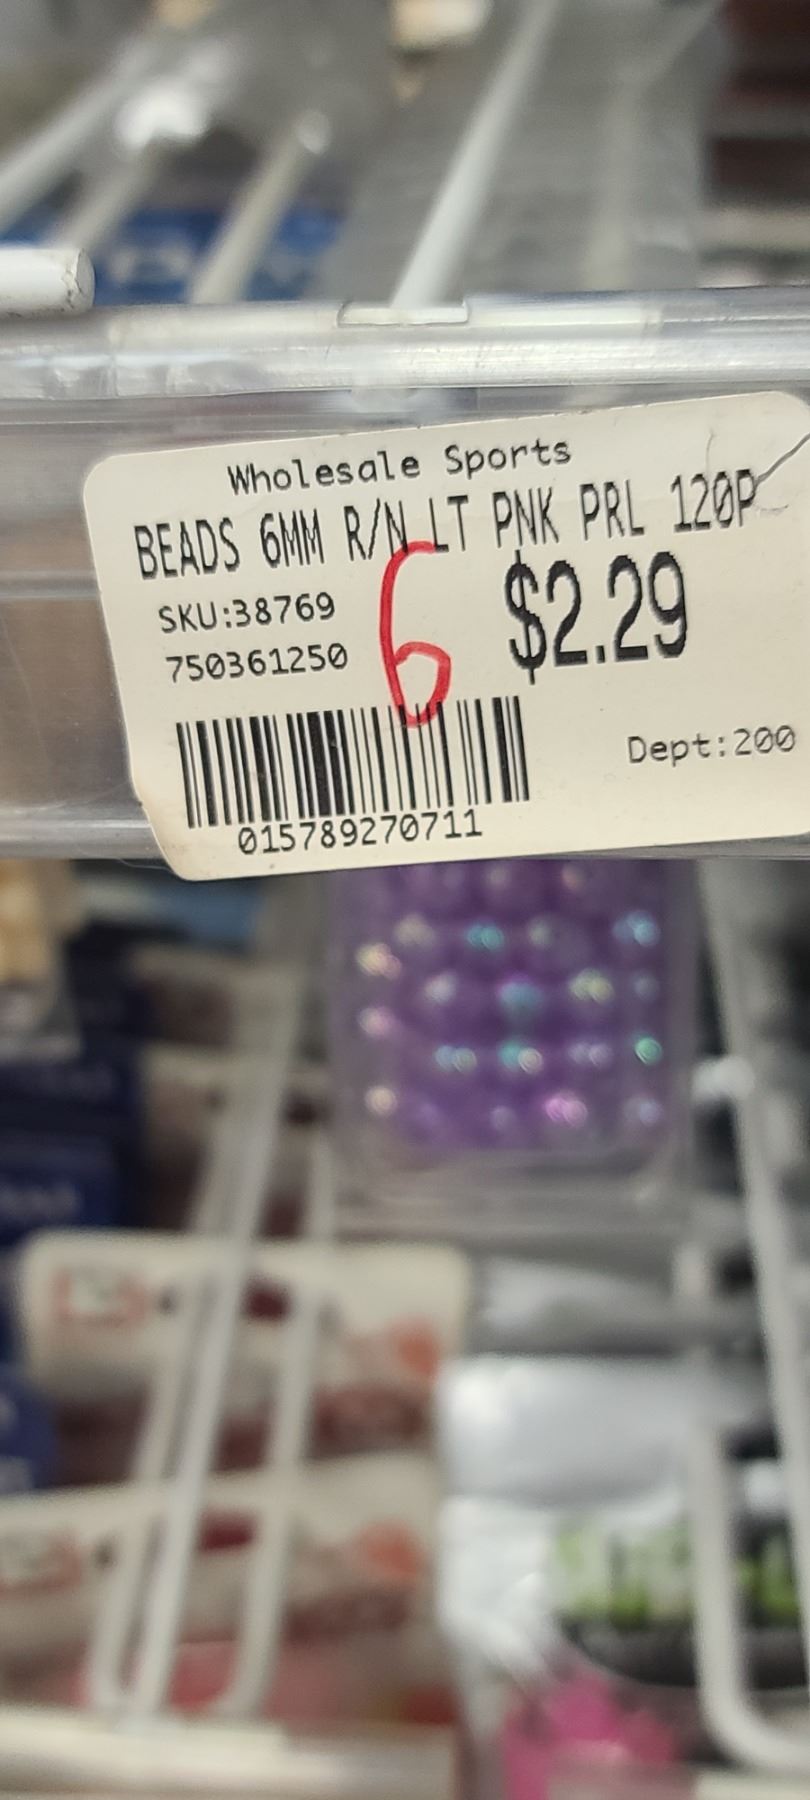 Wholesale Sports
BEADS 6MM R/N LT PNK PRL 120P
SKU:38769
6
$2.29
750361250
Dept:200
015789270711